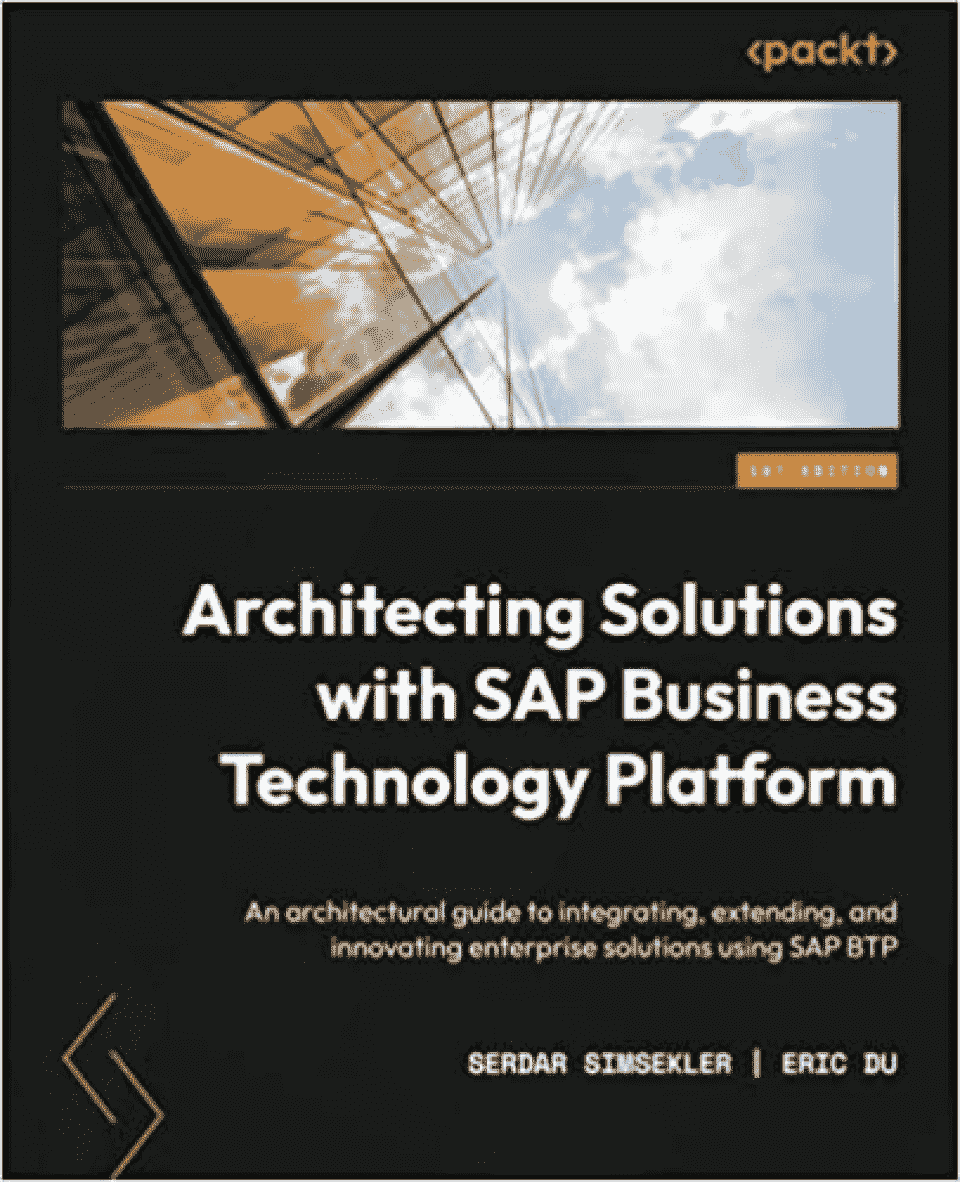 <packt>
1ST EDITION
Architecting Solutions
with SAP Business
Technology Platform
An architectural guide to integrating, extending, and
innovating enterprise solutions using SAP BTP
SERDAR SIMSEKLER | ERIC DU